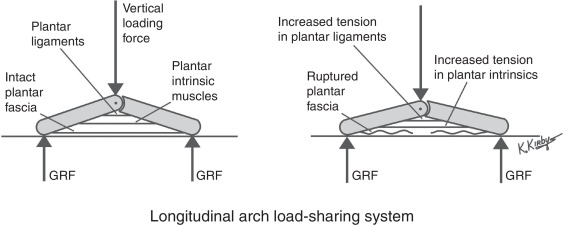 Vertical
loading
force
Plantar
ligaments
Intact
plantar
fascia
Plantar
intrinsic
muscles
GRF
GRF
Increased tension
in plantar ligaments
Ruptured
plantar
fascia
Increased tension
in plantar intrinsics
K.Kirby
GRF
GRF
Longitudinal arch load-sharing system